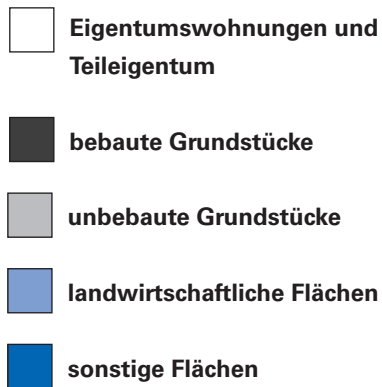 Eigentumswohnungen und
Teileigentum
bebaute Grundstücke
unbebaute Grundstücke
landwirtschaftliche Flächen
sonstige Flächen